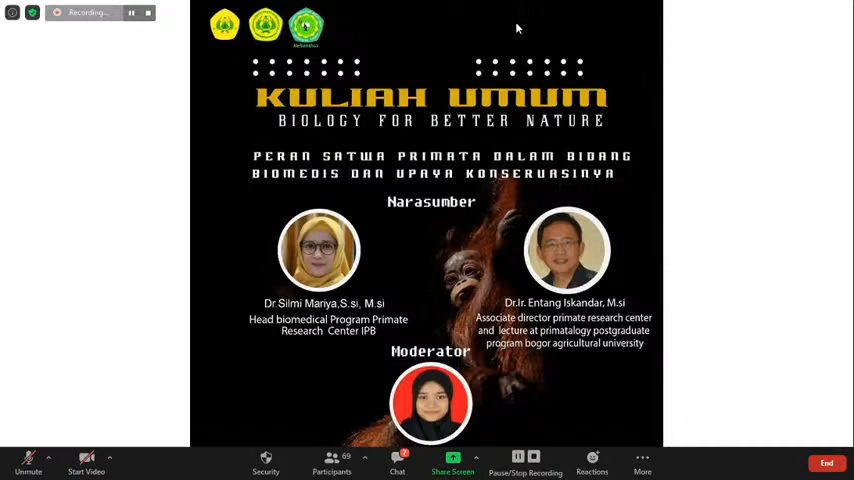 Recording...
KULIAH UMUM
BIOLOGY FOR BETTER NATURE
PERAN SATWA PRIMATA DALAM BIDANG
BIOMEDIS DAN UPAYA KONSERVASINYA
Narasumber
Dr.Silmi Mariya,S.si, M.si
Head biomedical Program Primate
Research Center IPB
Dr.Ir. Entang Iskandar, M.si
Associate director primate research center
and lecture at primatalogy postgraduate
program bogor agricultural university
Moderator
Unmute
Start Video
Security
Participants
69
Chat
7
Share Screen
Pause/Stop Recording
Reactions
More
End